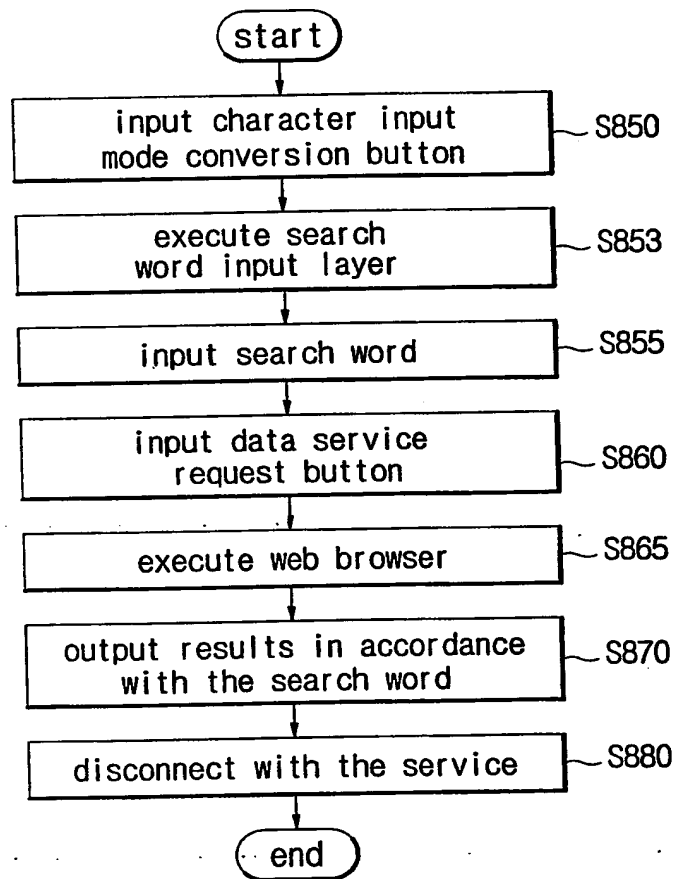 start
input character input
mode conversion button
S850
execute search
word input layer
S853
input search word
S855
input data service
request button
S860
execute web browser
S865
output results in accordance
with the search word
S870
disconnect with the service
S880
end